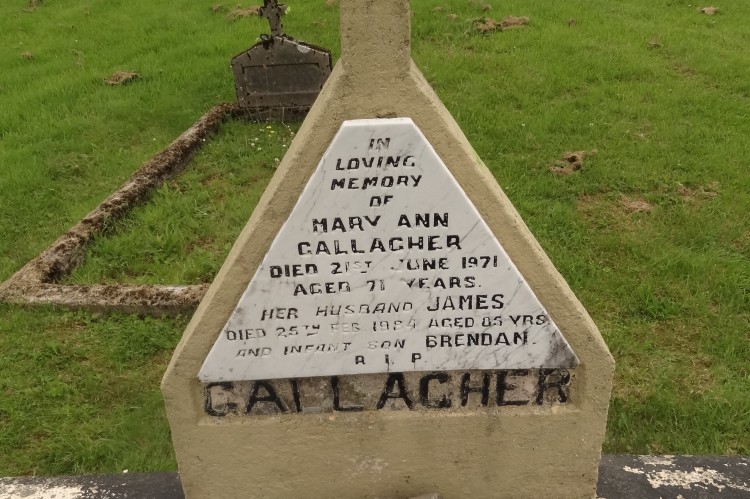 IN
LOVING
MEMORY
OF
MARY ANN
GALLAGHER
DIED 21ST JUNE 1971
AGED 71 YEARS.
HER HUSBAND JAMES
DIED 25TH FEB. 1984 AGED 85 YRS
AND INFANT SON BRENDAN.
R. I. P.
GALLAGHER